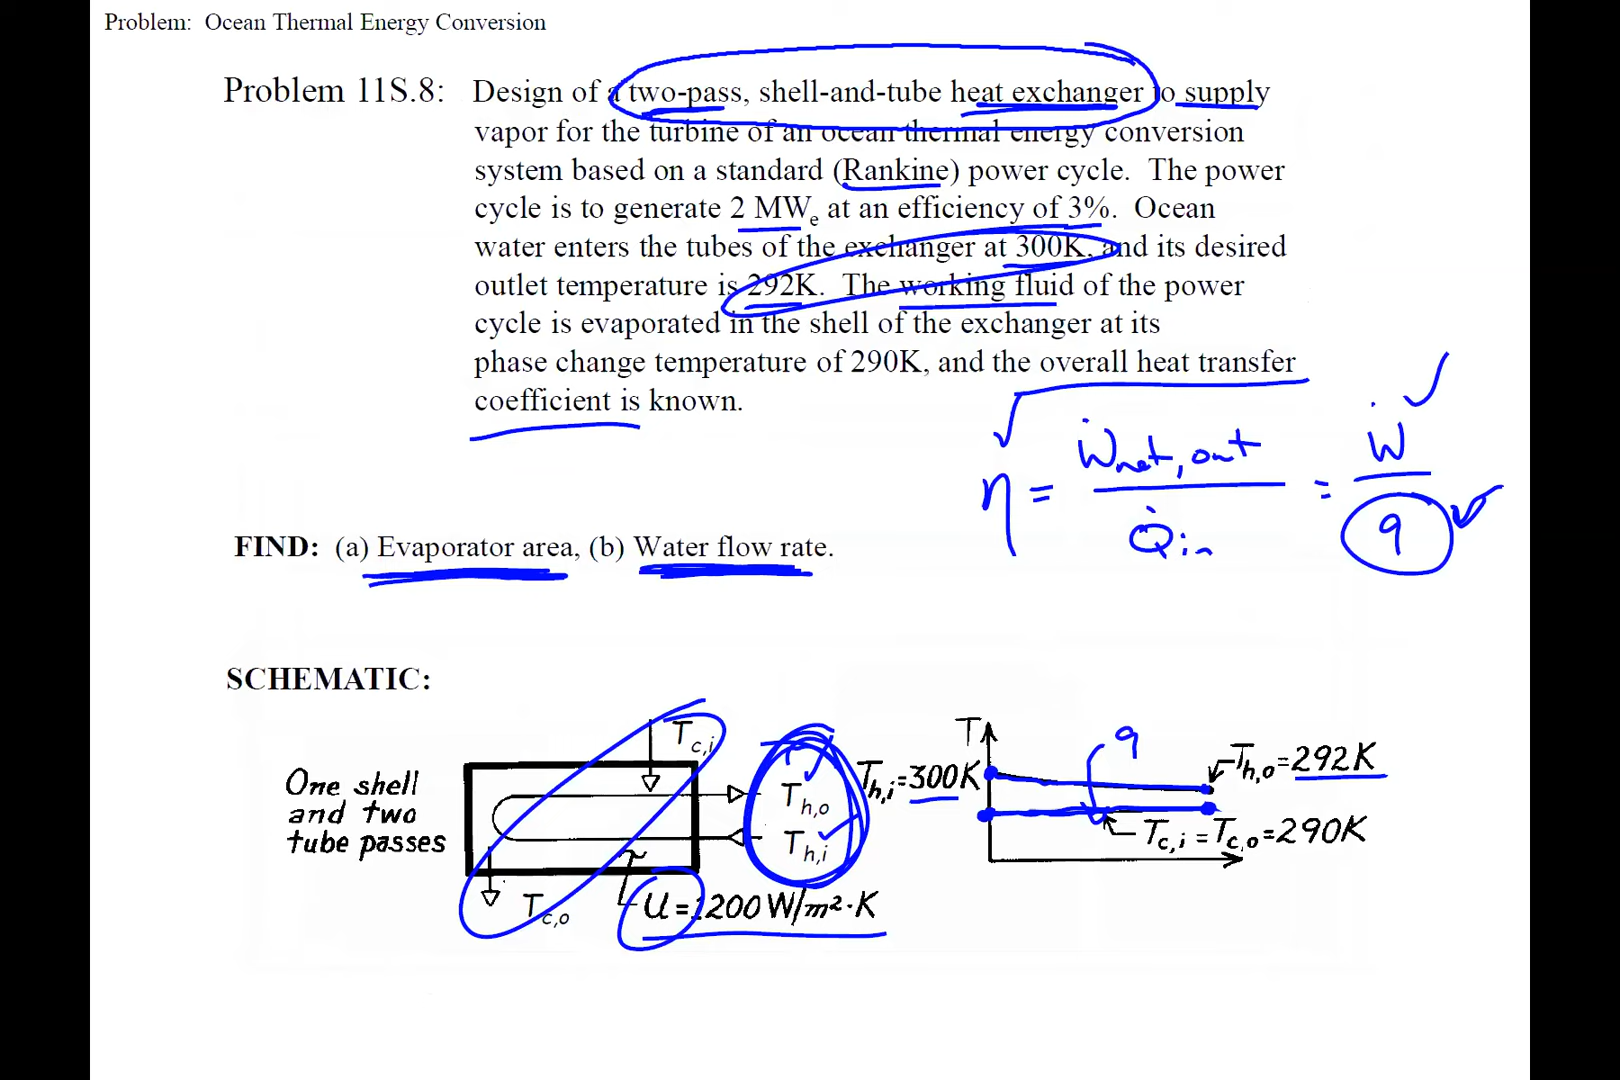 Problem: Ocean Thermal Energy Conversion
Problem 11S.8: Design of a two-pass, shell-and-tube heat exchanger to supply
vapor for the turbine of an ocean thermal energy conversion
system based on a standard (Rankine) power cycle. The power
cycle is to generate 2 MWe at an efficiency of 3%. Ocean
water enters the tubes of the exchanger at 300K, and its desired
outlet temperature is 292K. The working fluid of the power
cycle is evaporated in the shell of the exchanger at its
phase change temperature of 290K, and the overall heat transfer
coefficient is known.
η = Ẇnet, out / Q̇in = Ẇ / q
FIND: (a) Evaporator area, (b) Water flow rate.
SCHEMATIC:
One shell
and two
tube passes
Tc,i
Th,o
Th,i
Tc,o
U = 1200 W/m²·K
T
q
Th,i = 300K
Th,o = 292K
Tc,i = Tc,o = 290K